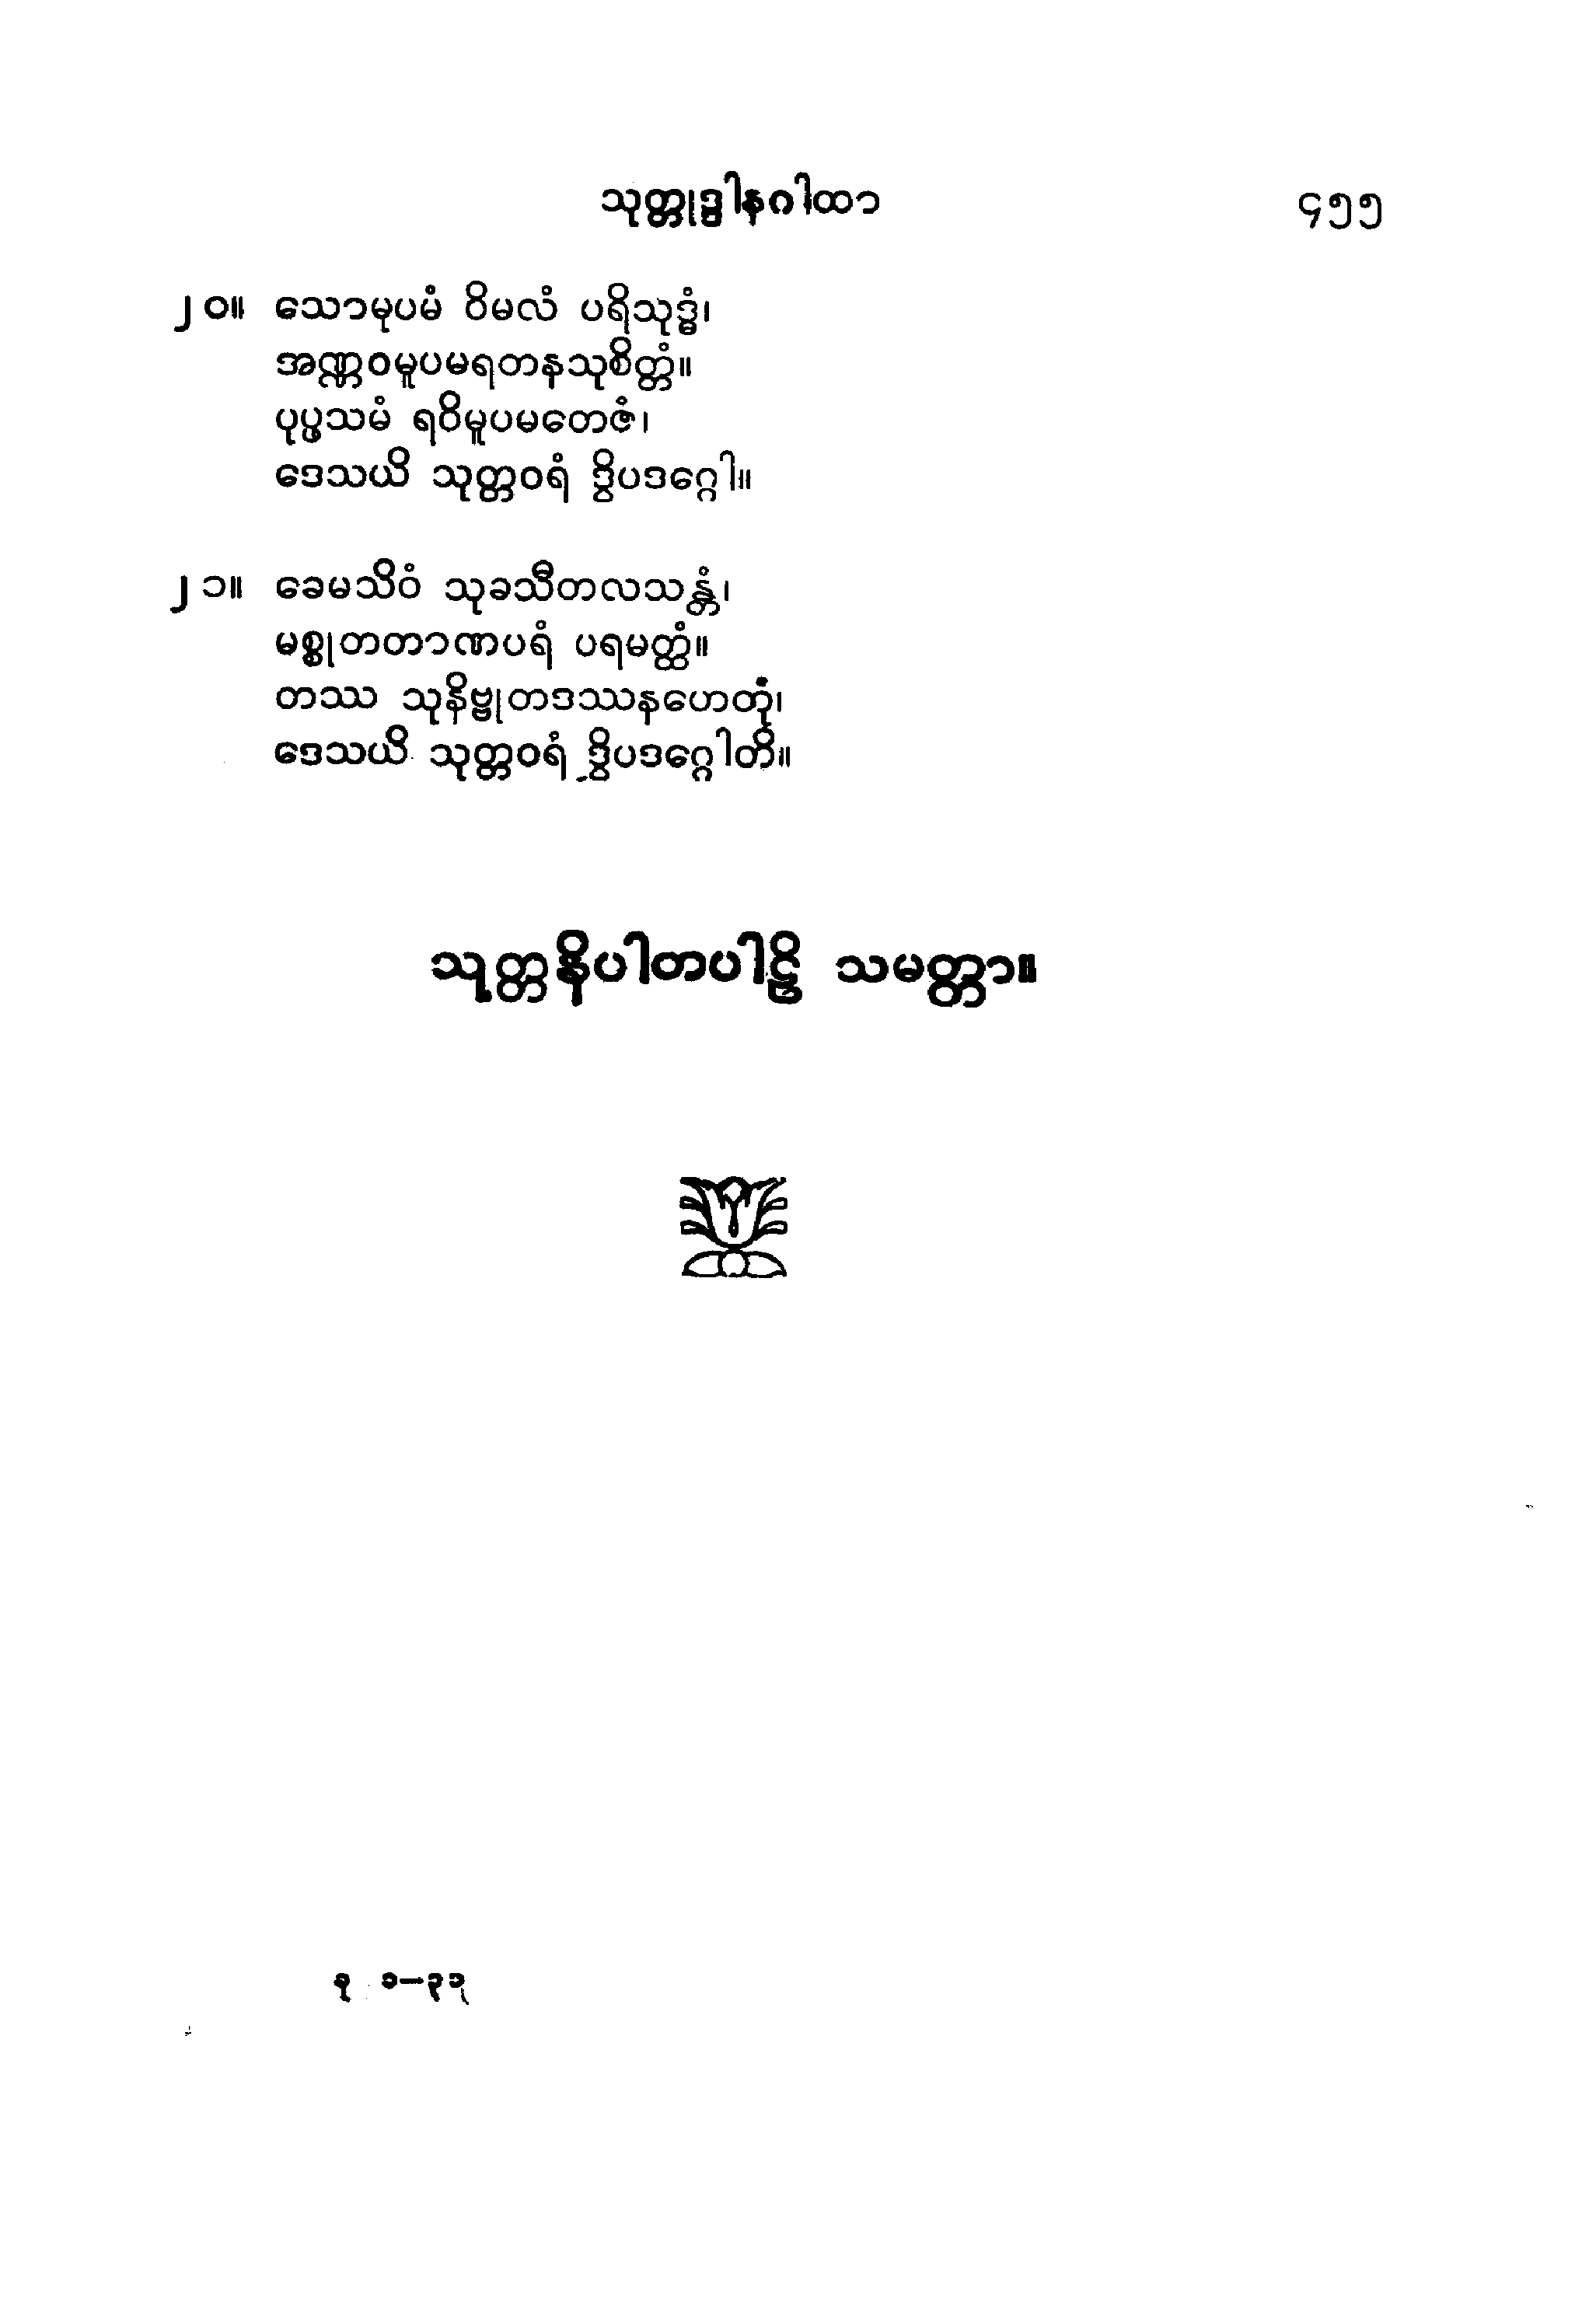 သုတ္တုဒ္ဒါနဂါထာ ၄၅၅
၂၀။ သောမုပမံ ဝိမလံ ပရိသုဒ္ဓံ၊
အဏ္ဏဝမူပမရတနသုစိတ္တံ။
ပုပ္ဖသမံ ရဝိမူပမတေဇံ၊
ဒေသယိ သုတ္တဝရံ ဒွိပဒဂ္ဂေါ။
၂၁။ ခေမသိဝံ သုခသီတလသန္တံ၊
မစ္စုတတာဏပရံ ပရမတ္ထံ။
တဿ သုနိဗ္ဗုတဒဿနဟေတုံ၊
ဒေသယိ သုတ္တဝရံ ဒွိပဒဂ္ဂေါတိ။
သုတ္တနိပါတပါဠိ သမတ္တာ။